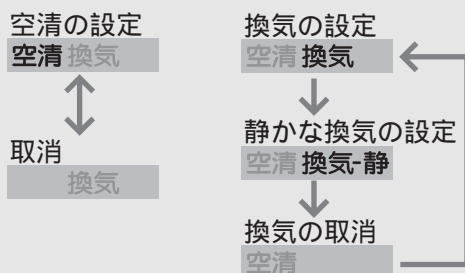 空清の設定
空清 換気
取消
換気
換気の設定
空清 換気
静かな換気の設定
空清 換気-静
換気の取消
空清